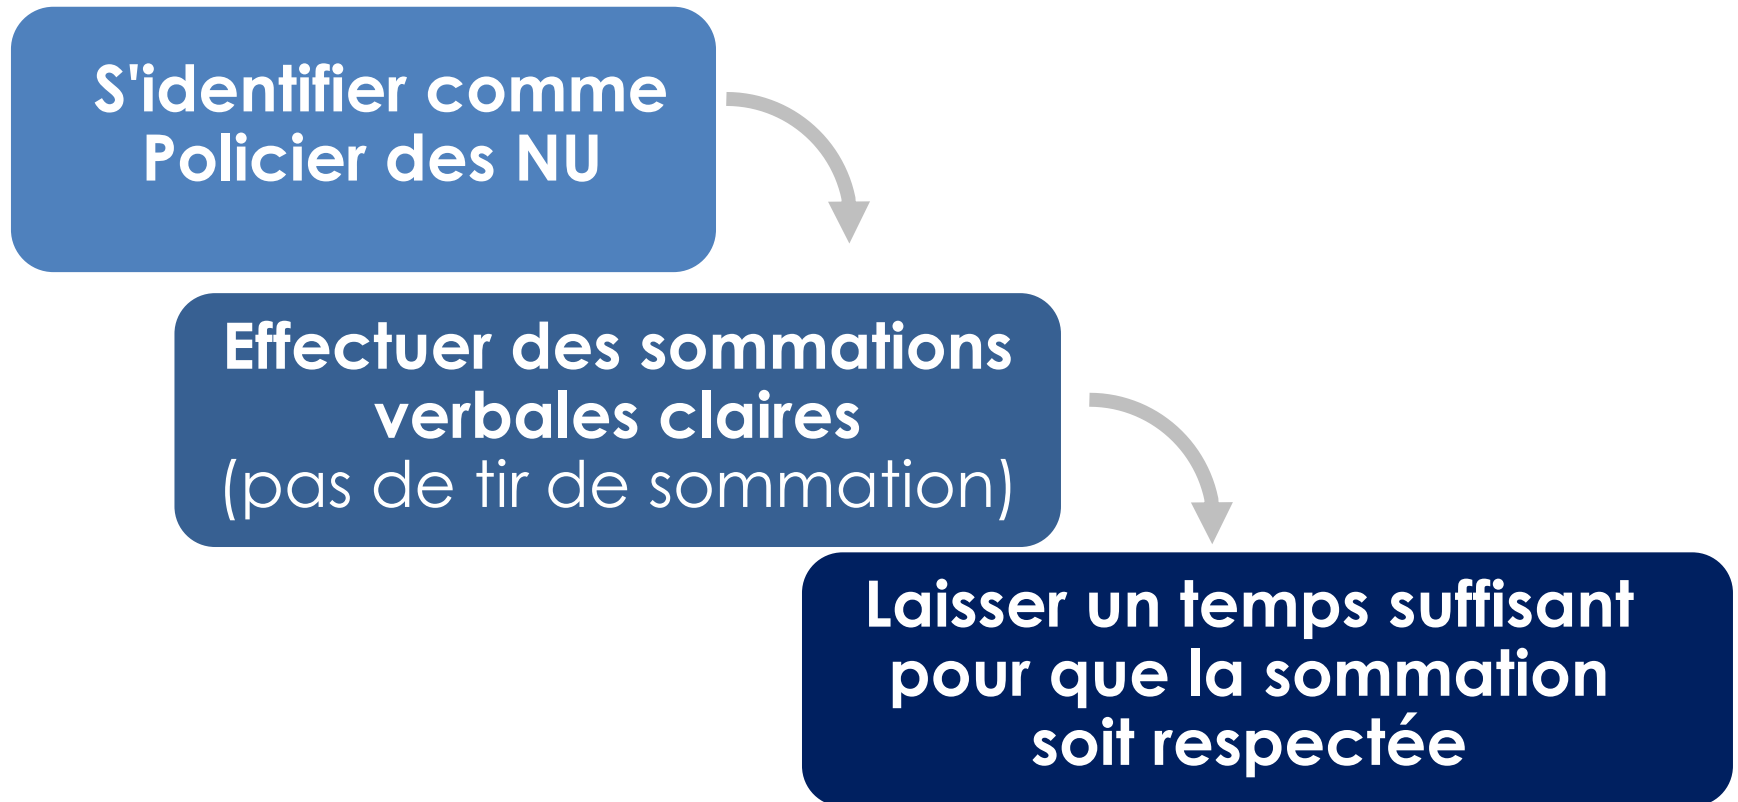 S'identifier comme
Policier des NU
Effectuer des sommations
verbales claires
(pas de tir de sommation)
Laisser un temps suffisant
pour que la sommation
soit respectée